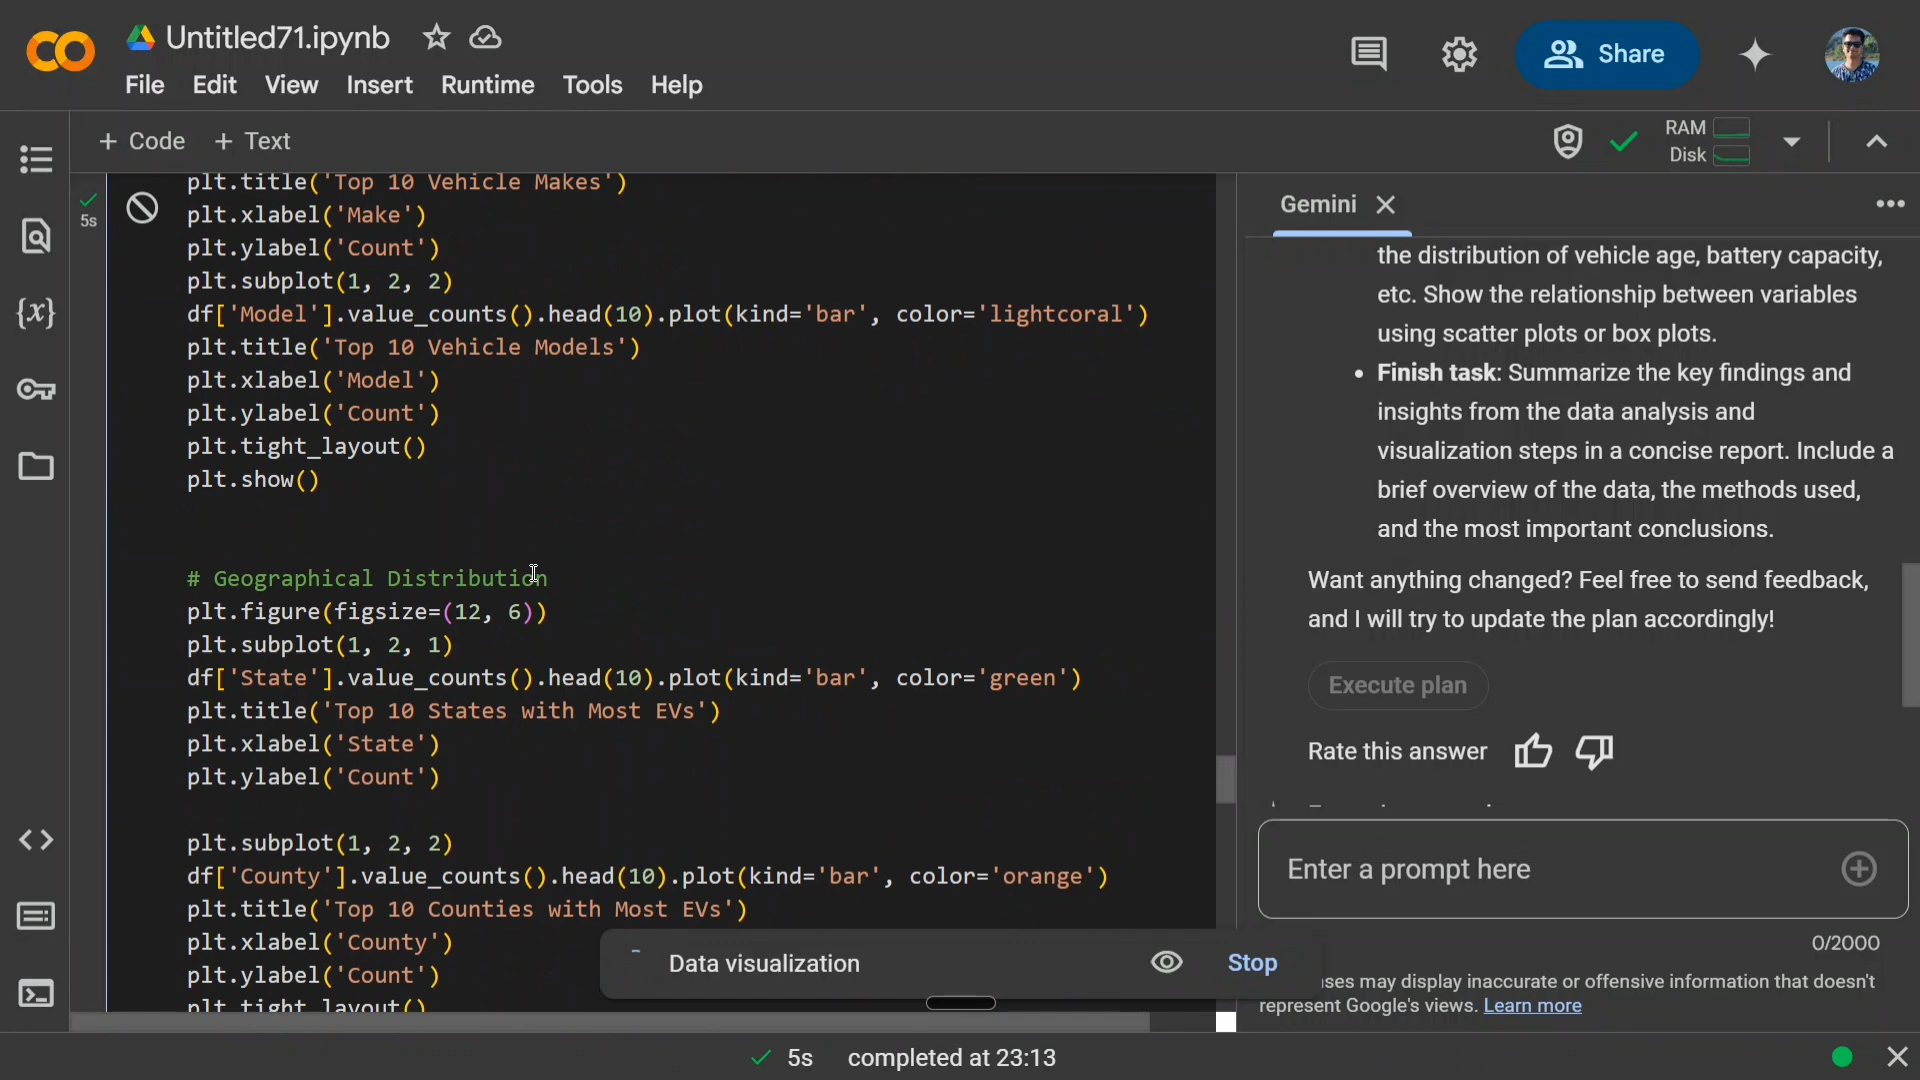 Untitled71.ipynb
Share
File Edit View Insert Runtime Tools Help
+ Code + Text
RAM
Disk
5s
plt.title('Top 10 Vehicle Makes')
plt.xlabel('Make')
plt.ylabel('Count')
plt.subplot(1, 2, 2)
df['Model'].value_counts().head(10).plot(kind='bar', color='lightcoral')
plt.title('Top 10 Vehicle Models')
plt.xlabel('Model')
plt.ylabel('Count')
plt.tight_layout()
plt.show()
# Geographical Distribution
plt.figure(figsize=(12, 6))
plt.subplot(1, 2, 1)
df['State'].value_counts().head(10).plot(kind='bar', color='green')
plt.title('Top 10 States with Most EVs')
plt.xlabel('State')
plt.ylabel('Count')
plt.subplot(1, 2, 2)
df['County'].value_counts().head(10).plot(kind='bar', color='orange')
plt.title('Top 10 Counties with Most EVs')
plt.xlabel('County')
plt.ylabel('Count')
plt.tight_layout()
Data visualization
Stop
Gemini
the distribution of vehicle age, battery capacity,
etc. Show the relationship between variables
using scatter plots or box plots.
• Finish task: Summarize the key findings and
insights from the data analysis and
visualization steps in a concise report. Include a
brief overview of the data, the methods used,
and the most important conclusions.
Want anything changed? Feel free to send feedback,
and I will try to update the plan accordingly!
Execute plan
Rate this answer
Enter a prompt here
0/2000
ses may display inaccurate or offensive information that doesn't
represent Google's views. Learn more
5s completed at 23:13